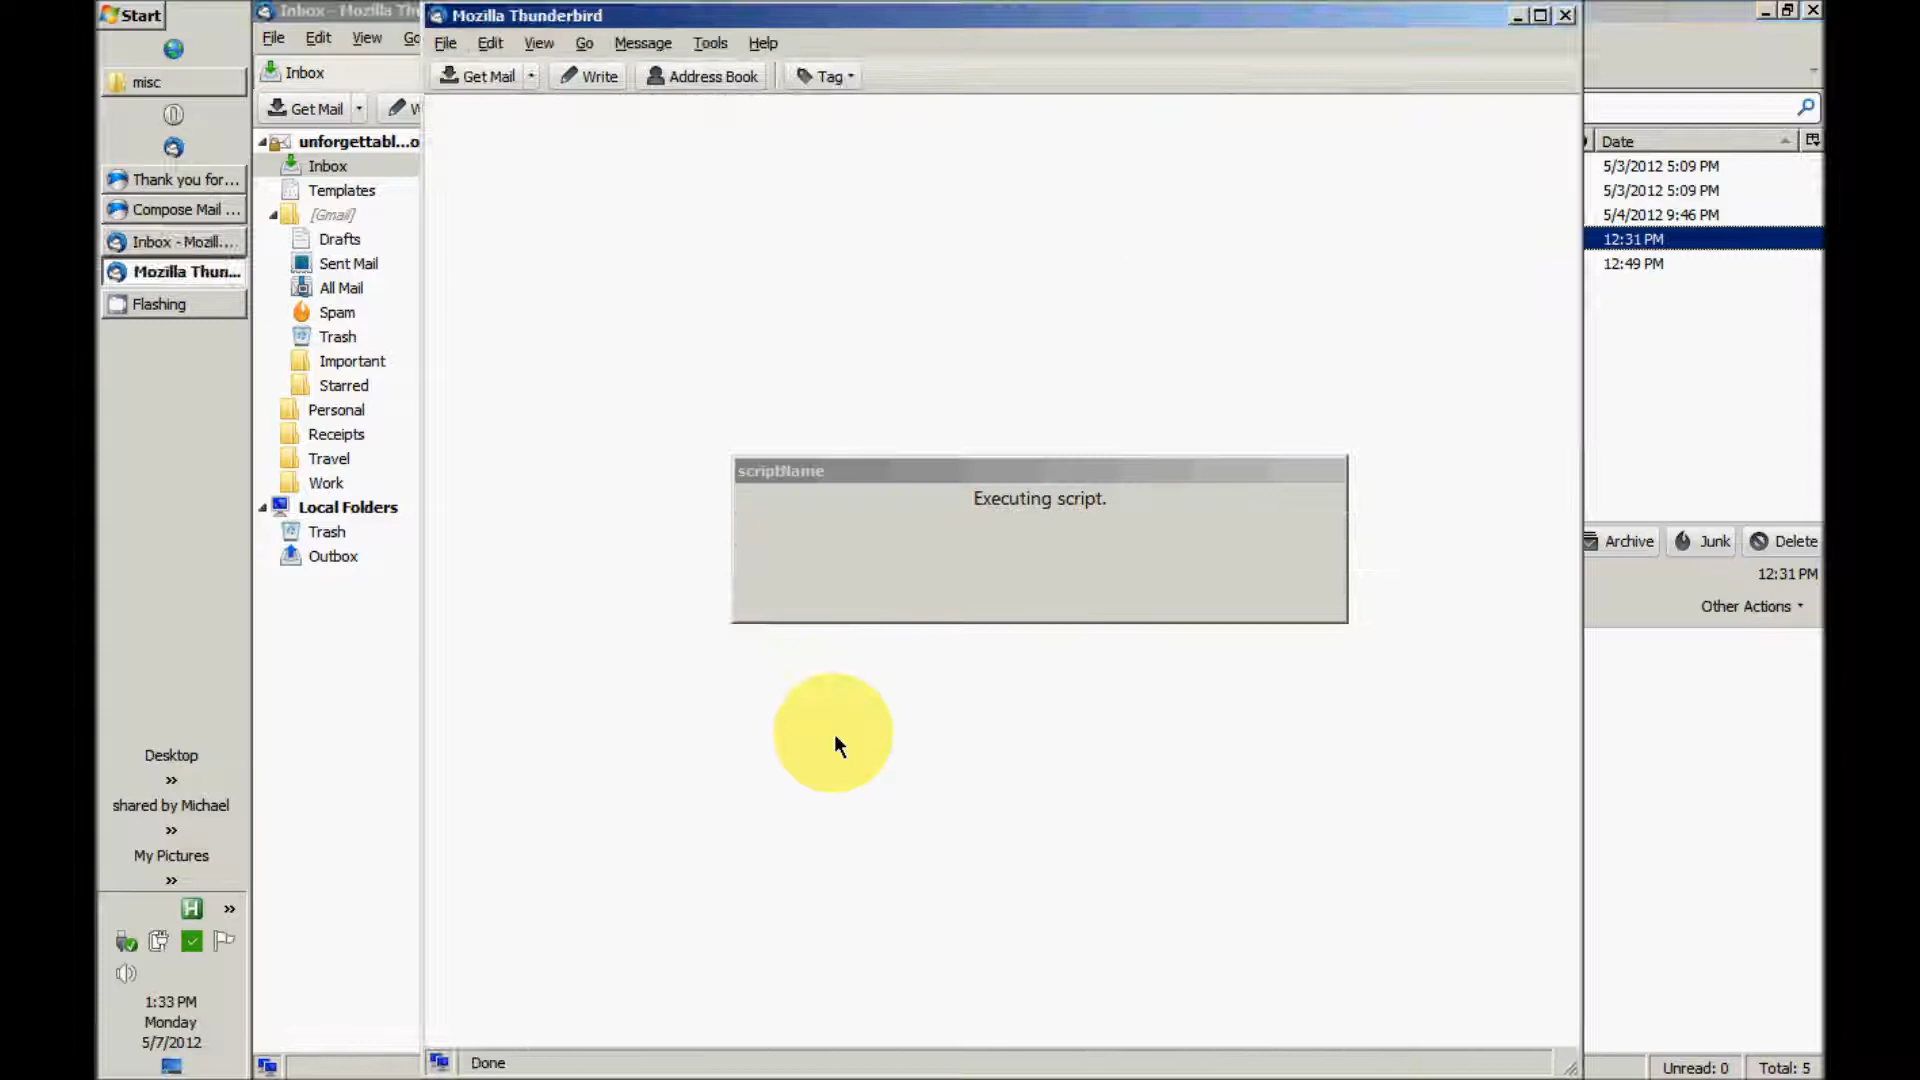 Start
misc
Thank you for...
Compose Mail ...
Inbox - Mozill....
Mozilla Thun...
Flashing
Desktop
»
shared by Michael
»
My Pictures
»
H »
1:33 PM
Monday
5/7/2012
Inbox - Mozilla Th
File Edit View Go
Inbox
Get Mail W
unforgettabl...o
Inbox
Templates
[Gmail]
Drafts
Sent Mail
All Mail
Spam
Trash
Important
Starred
Personal
Receipts
Travel
Work
Local Folders
Trash
Outbox
Mozilla Thunderbird
File Edit View Go Message Tools Help
Get Mail Write Address Book Tag
scriptName
Executing script.
Done
Date
5/3/2012 5:09 PM
5/3/2012 5:09 PM
5/4/2012 9:46 PM
12:31 PM
12:49 PM
Archive Junk Delete
12:31 PM
Other Actions
Unread: 0 Total: 5